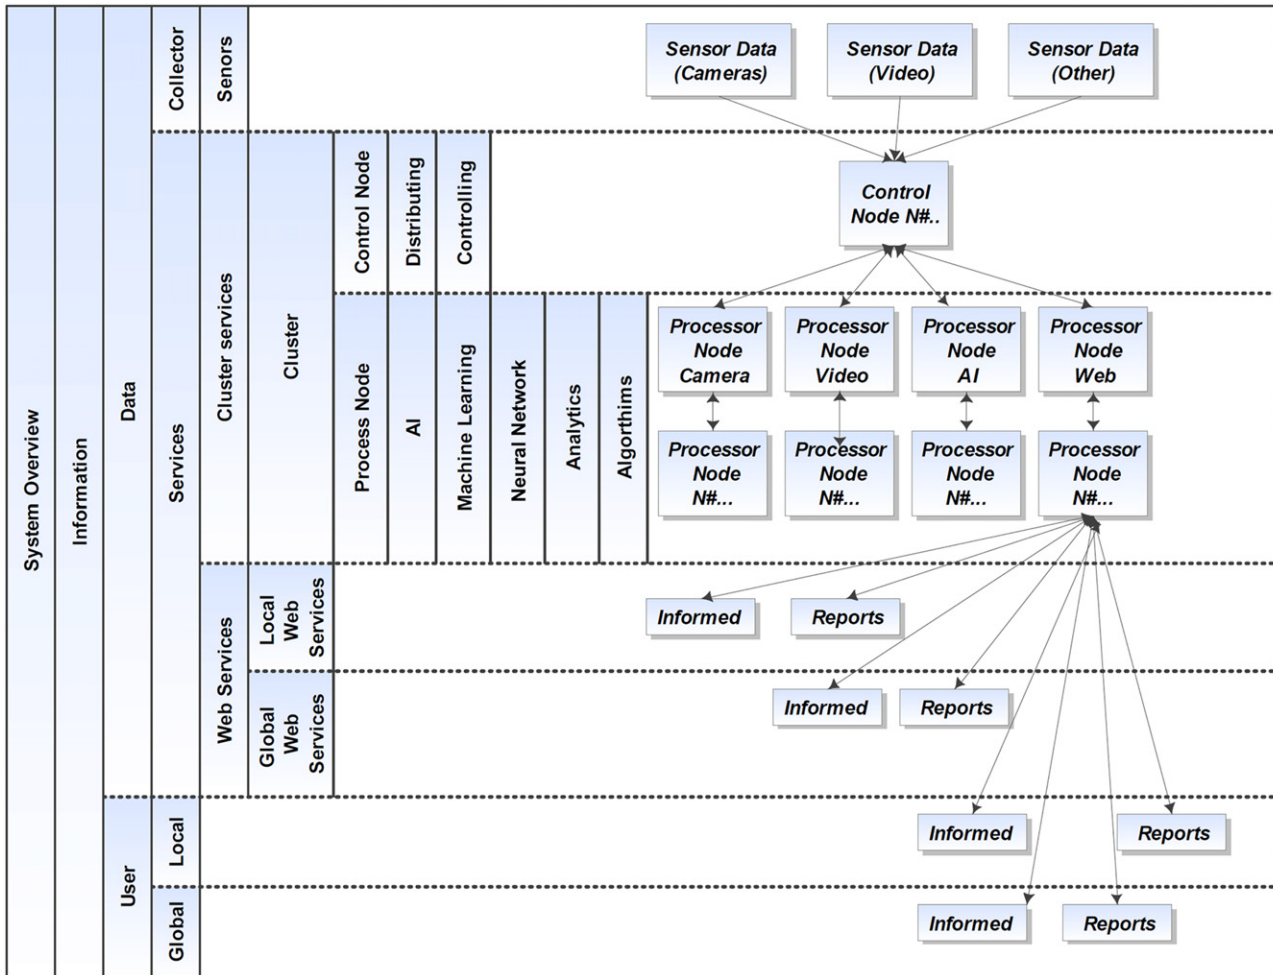 System Overview
Information
Data
User
Collector
Services
Local
Global
Senors
Cluster services
Web Services
Cluster
Local
Web
Services
Global
Web
Services
Control Node
Distributing
Controlling
Process Node
AI
Machine Learning
Neural Network
Analytics
Algorthims
Sensor Data
(Cameras)
Sensor Data
(Video)
Sensor Data
(Other)
Control
Node N#..
Processor
Node
Camera
Processor
Node
Video
Processor
Node
AI
Processor
Node
Web
Processor
Node
N#...
Processor
Node
N#...
Processor
Node
N#...
Processor
Node
N#...
Informed
Reports
Informed
Reports
Informed
Reports
Informed
Reports